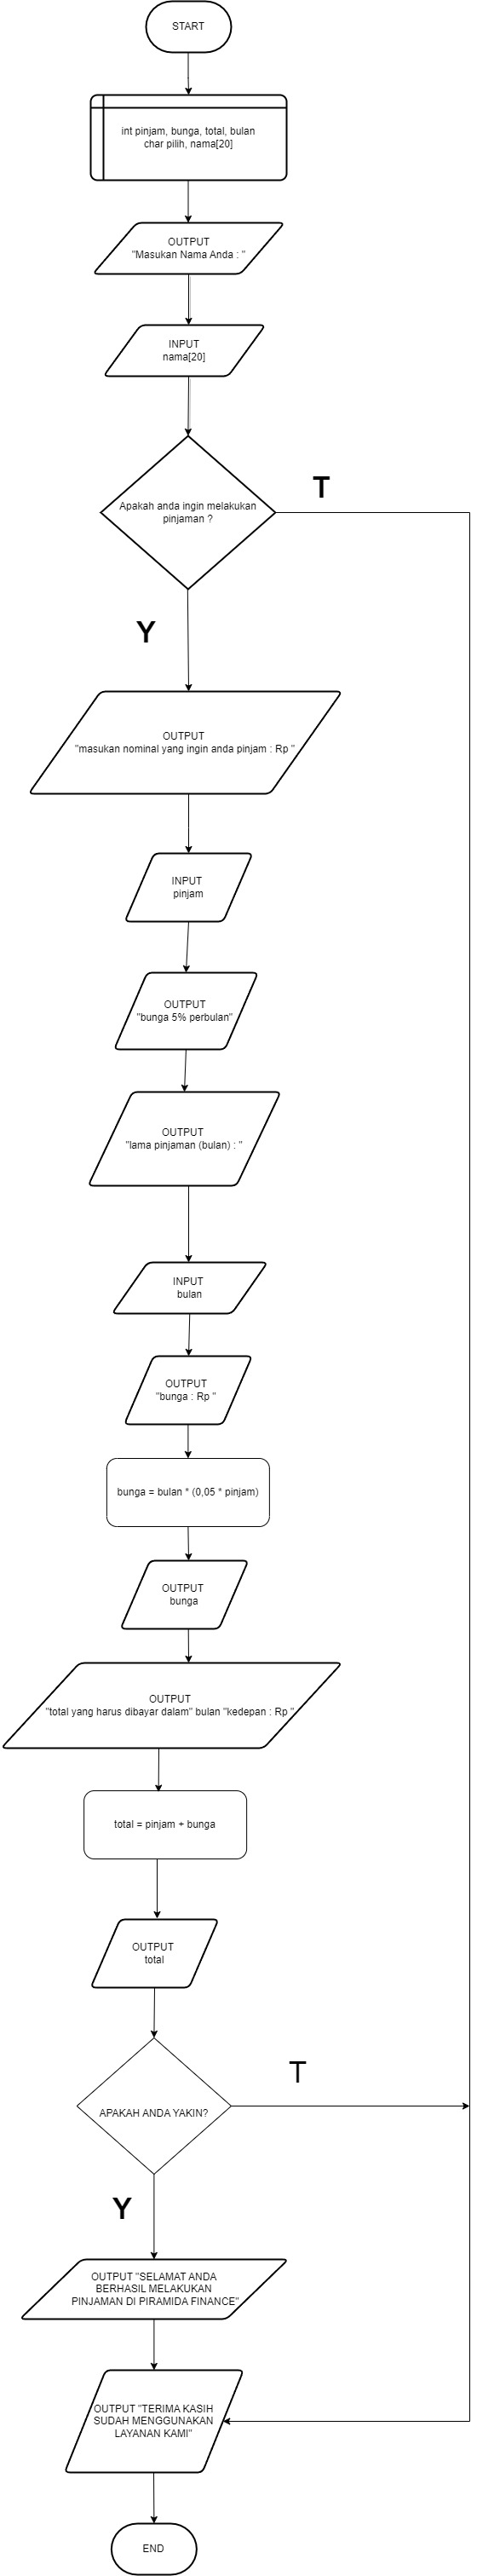 START
int pinjam, bunga, total, bulan
char pilih, nama[20]
OUTPUT
"Masukan Nama Anda : "
INPUT
nama[20]
Apakah anda ingin melakukan
pinjaman ?
T
Y
OUTPUT
"masukan nominal yang ingin anda pinjam : Rp "
INPUT
pinjam
OUTPUT
"bunga 5% perbulan"
OUTPUT
"lama pinjaman (bulan) : "
INPUT
bulan
OUTPUT
"bunga : Rp "
bunga = bulan * (0,05 * pinjam)
OUTPUT
bunga
OUTPUT
"total yang harus dibayar dalam" bulan "kedepan : Rp "
total = pinjam + bunga
OUTPUT
total
T
APAKAH ANDA YAKIN?
Y
OUTPUT "SELAMAT ANDA
BERHASIL MELAKUKAN
PINJAMAN DI PIRAMIDA FINANCE"
OUTPUT "TERIMA KASIH
SUDAH MENGGUNAKAN
LAYANAN KAMI"
END